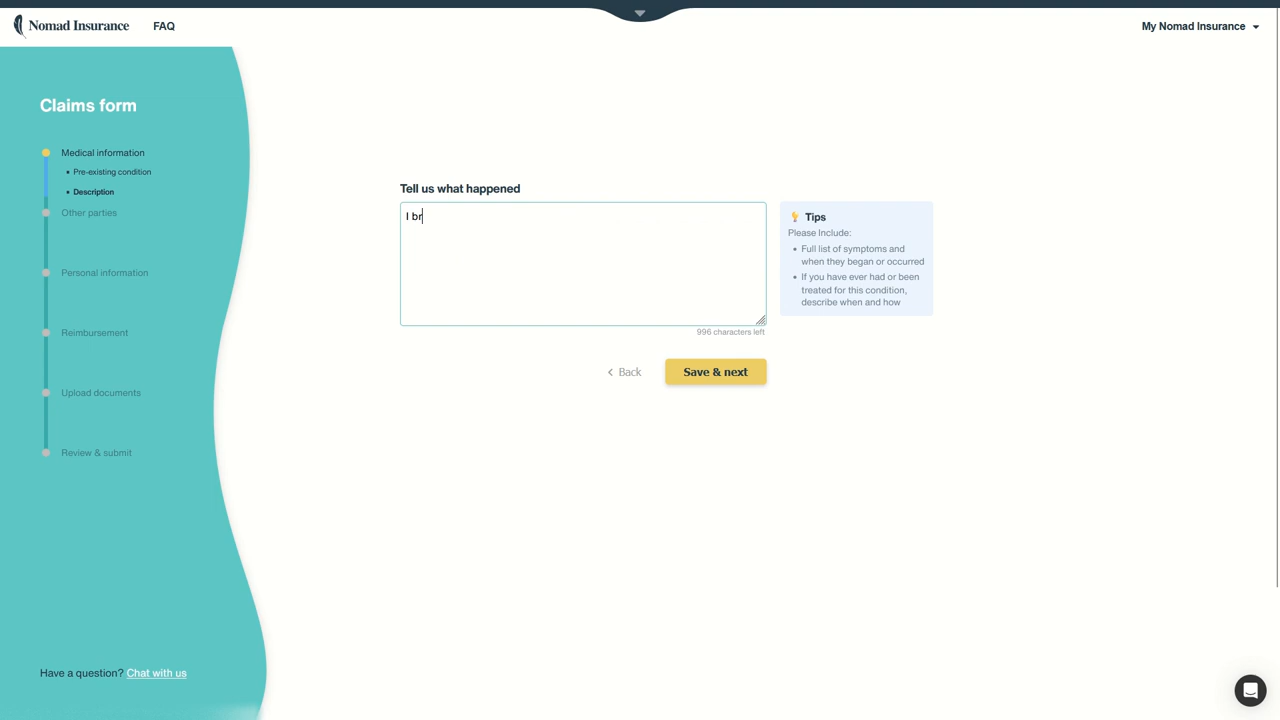 Nomad Insurance
FAQ
My Nomad Insurance
Claims form
Medical information
• Pre-existing condition
• Description
Other parties
Personal information
Reimbursement
Upload documents
Review & submit
Have a question? Chat with us
Tell us what happened
I br
996 characters left
Back
Save & next
Tips
Please Include:
• Full list of symptoms and
when they began or occurred
• If you have ever had or been
treated for this condition,
describe when and how